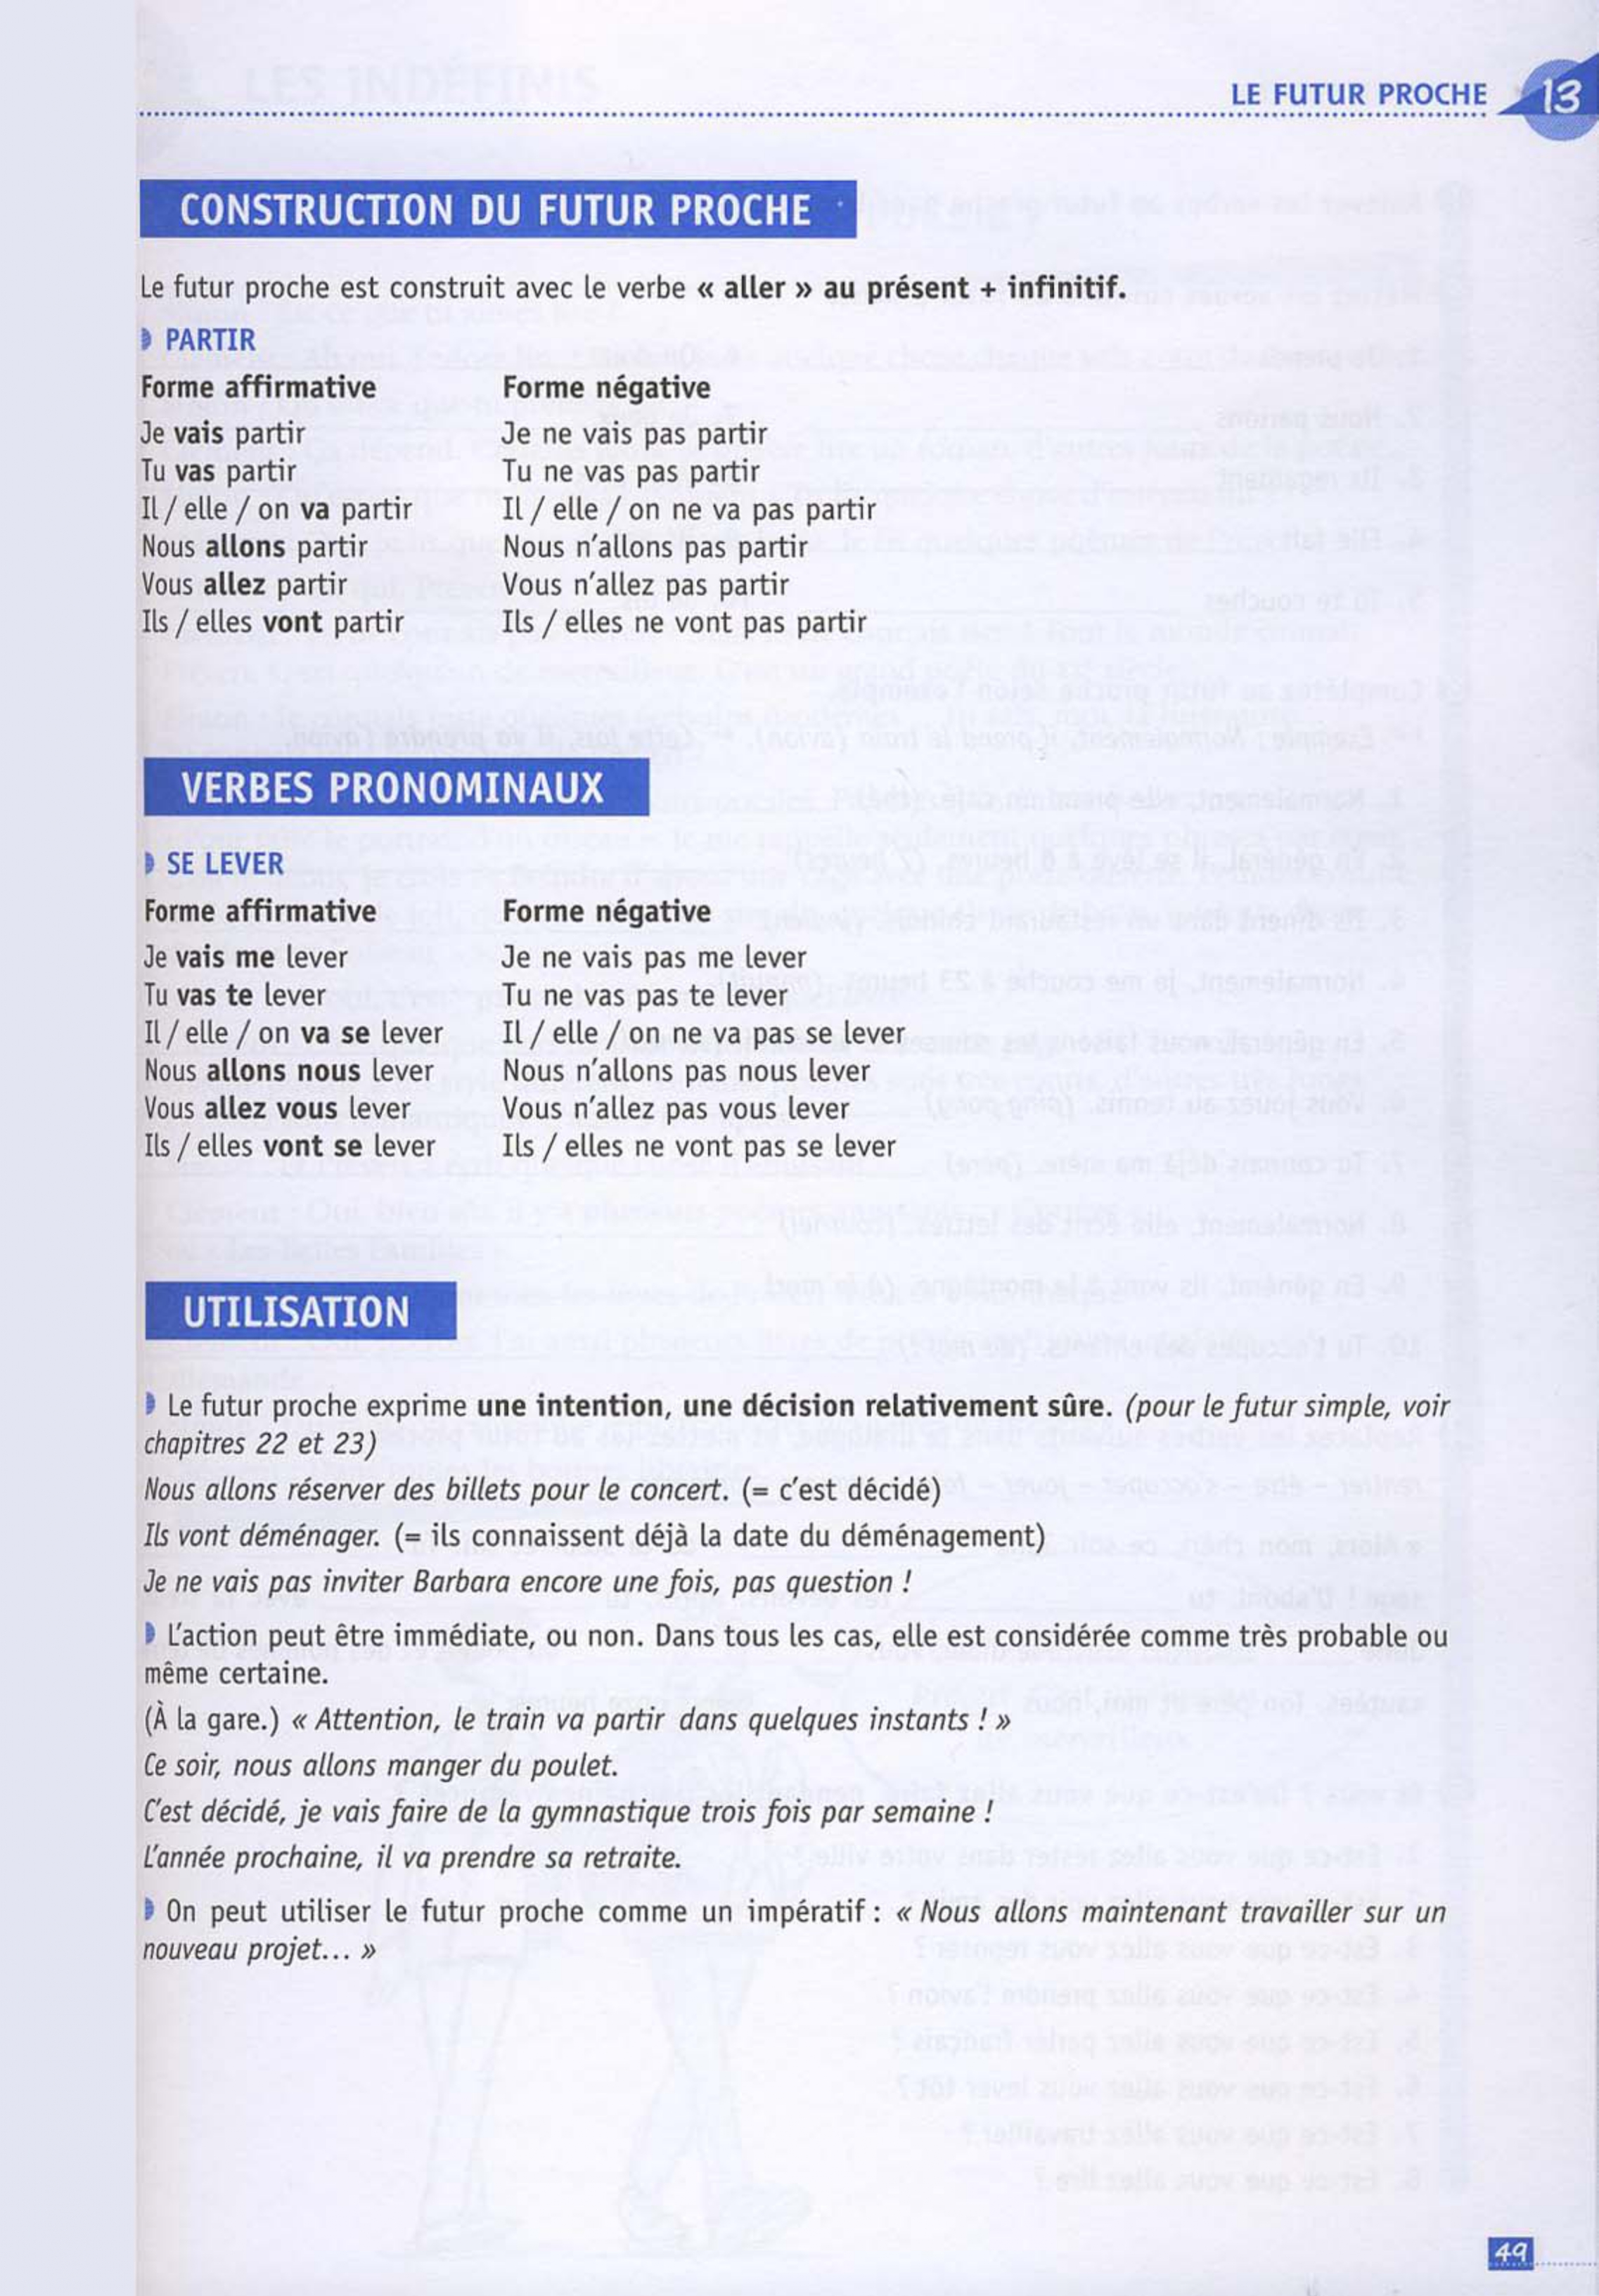 LE FUTUR PROCHE 13
CONSTRUCTION DU FUTUR PROCHE
Le futur proche est construit avec le verbe « aller » au présent + infinitif.
PARTIR
Forme affirmative Forme négative
Je vais partir Je ne vais pas partir
Tu vas partir Tu ne vas pas partir
Il / elle / on va partir Il / elle / on ne va pas partir
Nous allons partir Nous n'allons pas partir
Vous allez partir Vous n'allez pas partir
Ils / elles vont partir Ils / elles ne vont pas partir
VERBES PRONOMINAUX
SE LEVER
Forme affirmative Forme négative
Je vais me lever Je ne vais pas me lever
Tu vas te lever Tu ne vas pas te lever
Il / elle / on va se lever Il / elle / on ne va pas se lever
Nous allons nous lever Nous n'allons pas nous lever
Vous allez vous lever Vous n'allez pas vous lever
Ils / elles vont se lever Ils / elles ne vont pas se lever
UTILISATION
Le futur proche exprime une intention, une décision relativement sûre. (pour le futur simple, voir
chapitres 22 et 23)
Nous allons réserver des billets pour le concert. (= c'est décidé)
Ils vont déménager. (= ils connaissent déjà la date du déménagement)
Je ne vais pas inviter Barbara encore une fois, pas question !
L'action peut être immédiate, ou non. Dans tous les cas, elle est considérée comme très probable ou
même certaine.
(À la gare.) « Attention, le train va partir dans quelques instants ! »
Ce soir, nous allons manger du poulet.
C'est décidé, je vais faire de la gymnastique trois fois par semaine !
L'année prochaine, il va prendre sa retraite.
On peut utiliser le futur proche comme un impératif : « Nous allons maintenant travailler sur un
nouveau projet... »
49